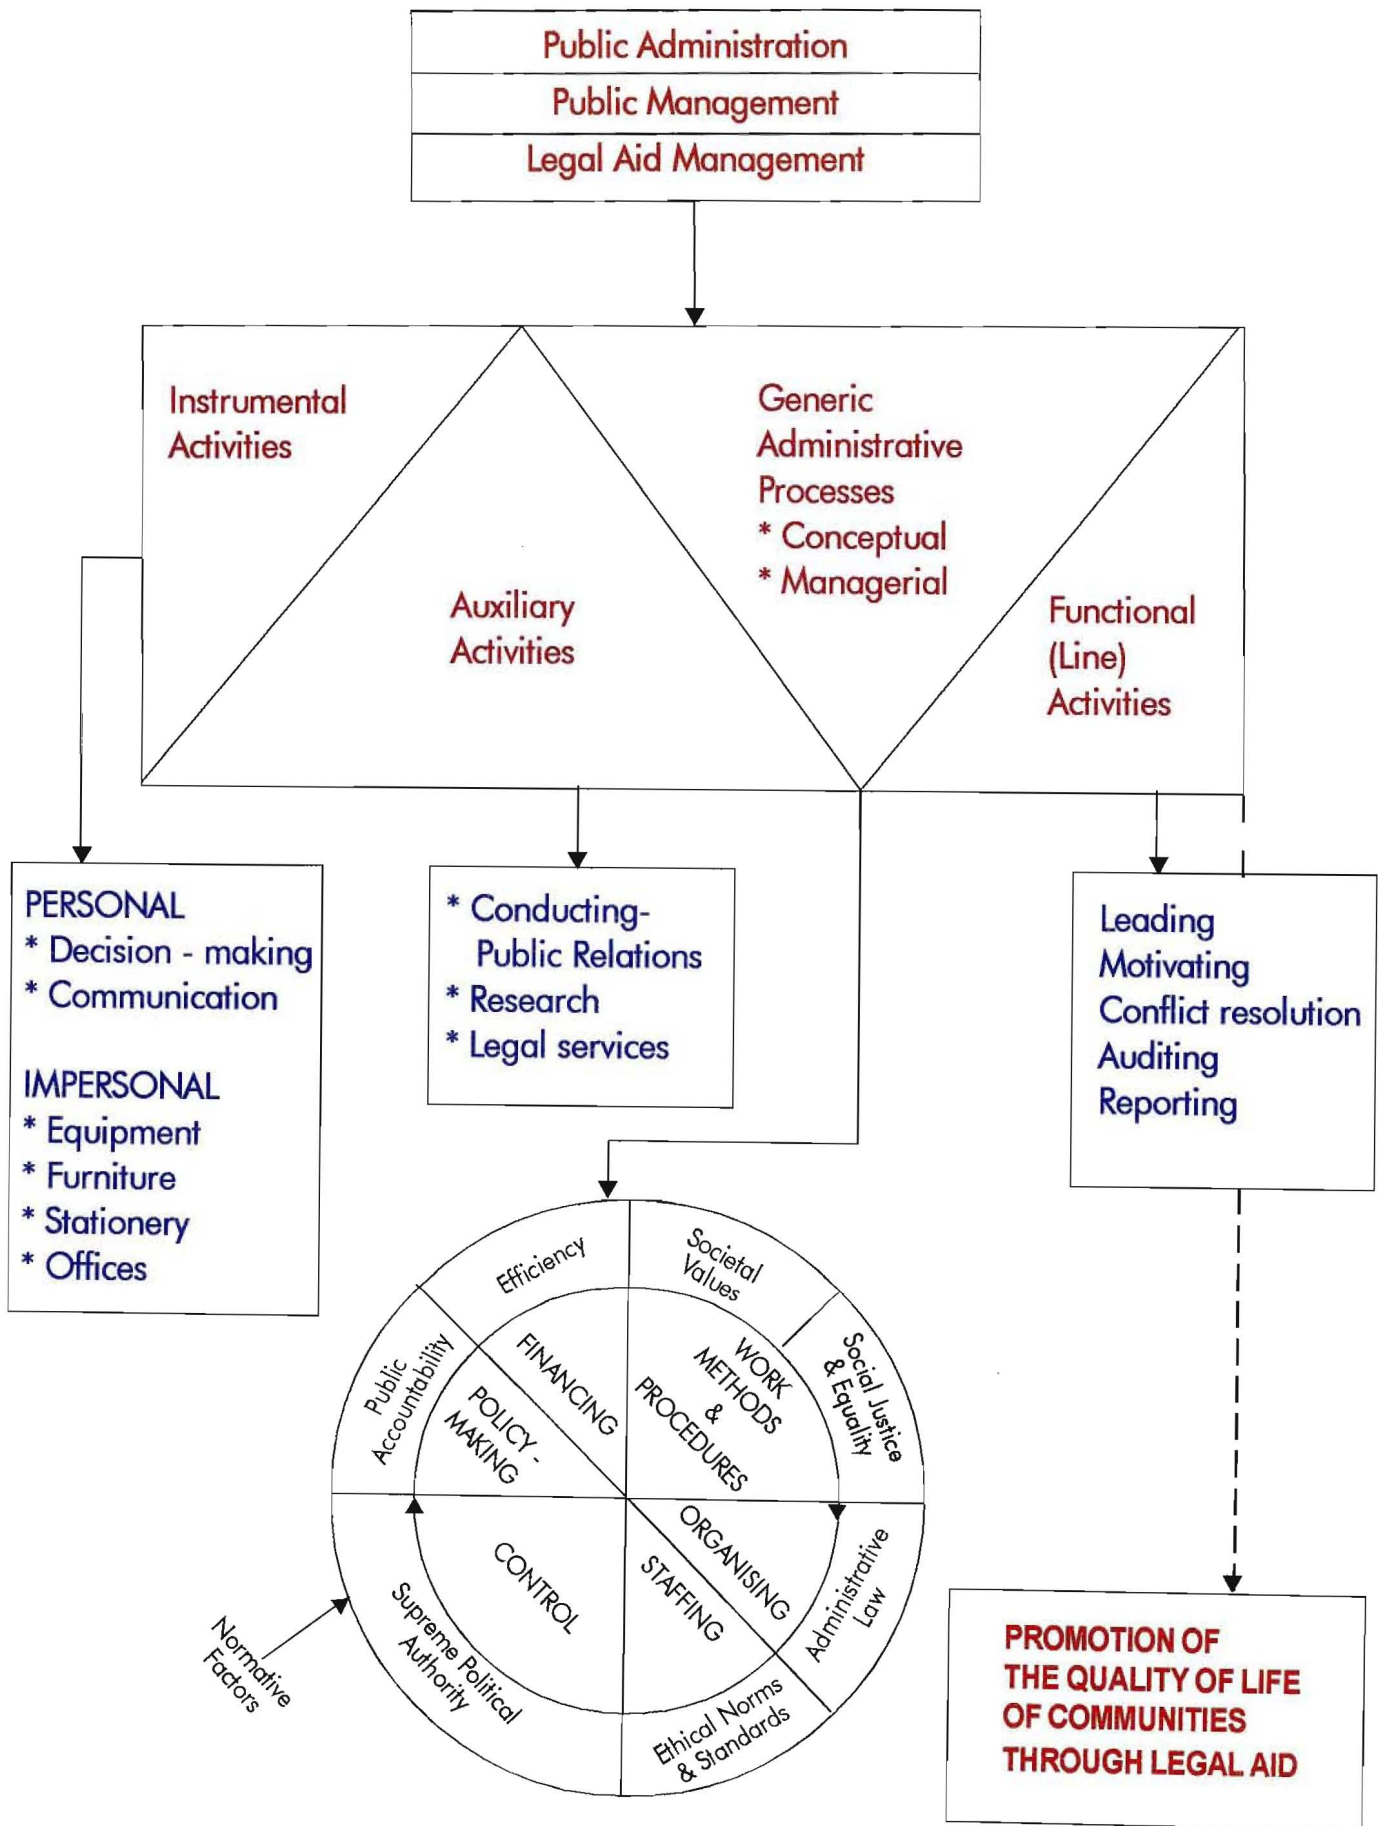 Public Administration
Public Management
Legal Aid Management
Instrumental
Activities
Auxiliary
Activities
Generic
Administrative
Processes
* Conceptual
* Managerial
Functional
(Line)
Activities
PERSONAL
* Decision - making
* Communication
IMPERSONAL
* Equipment
* Furniture
* Stationery
* Offices
* Conducting-
Public Relations
* Research
* Legal services
Leading
Motivating
Conflict resolution
Auditing
Reporting
Efficiency
Societal
Values
Social Justice
& Equality
Administrative
Law
Ethical Norms
& Standards
Supreme Political
Authority
Public
Accountability
POLICY -
MAKING
FINANCING
WORK
METHODS
&
PROCEDURES
ORGANISING
STAFFING
CONTROL
Normative
Factors
PROMOTION OF
THE QUALITY OF LIFE
OF COMMUNITIES
THROUGH LEGAL AID